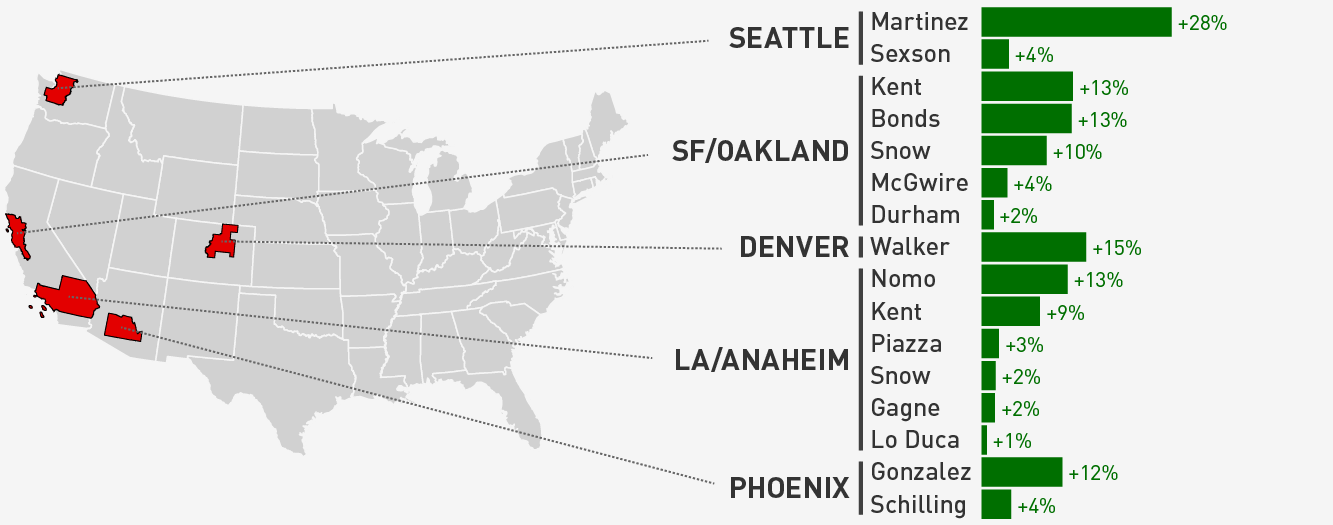 SEATTLE
Martinez +28%
Sexson +4%
SF/OAKLAND
Kent +13%
Bonds +13%
Snow +10%
McGwire +4%
Durham +2%
DENVER
Walker +15%
LA/ANAHEIM
Nomo +13%
Kent +9%
Piazza +3%
Snow +2%
Gagne +2%
Lo Duca +1%
PHOENIX
Gonzalez +12%
Schilling +4%